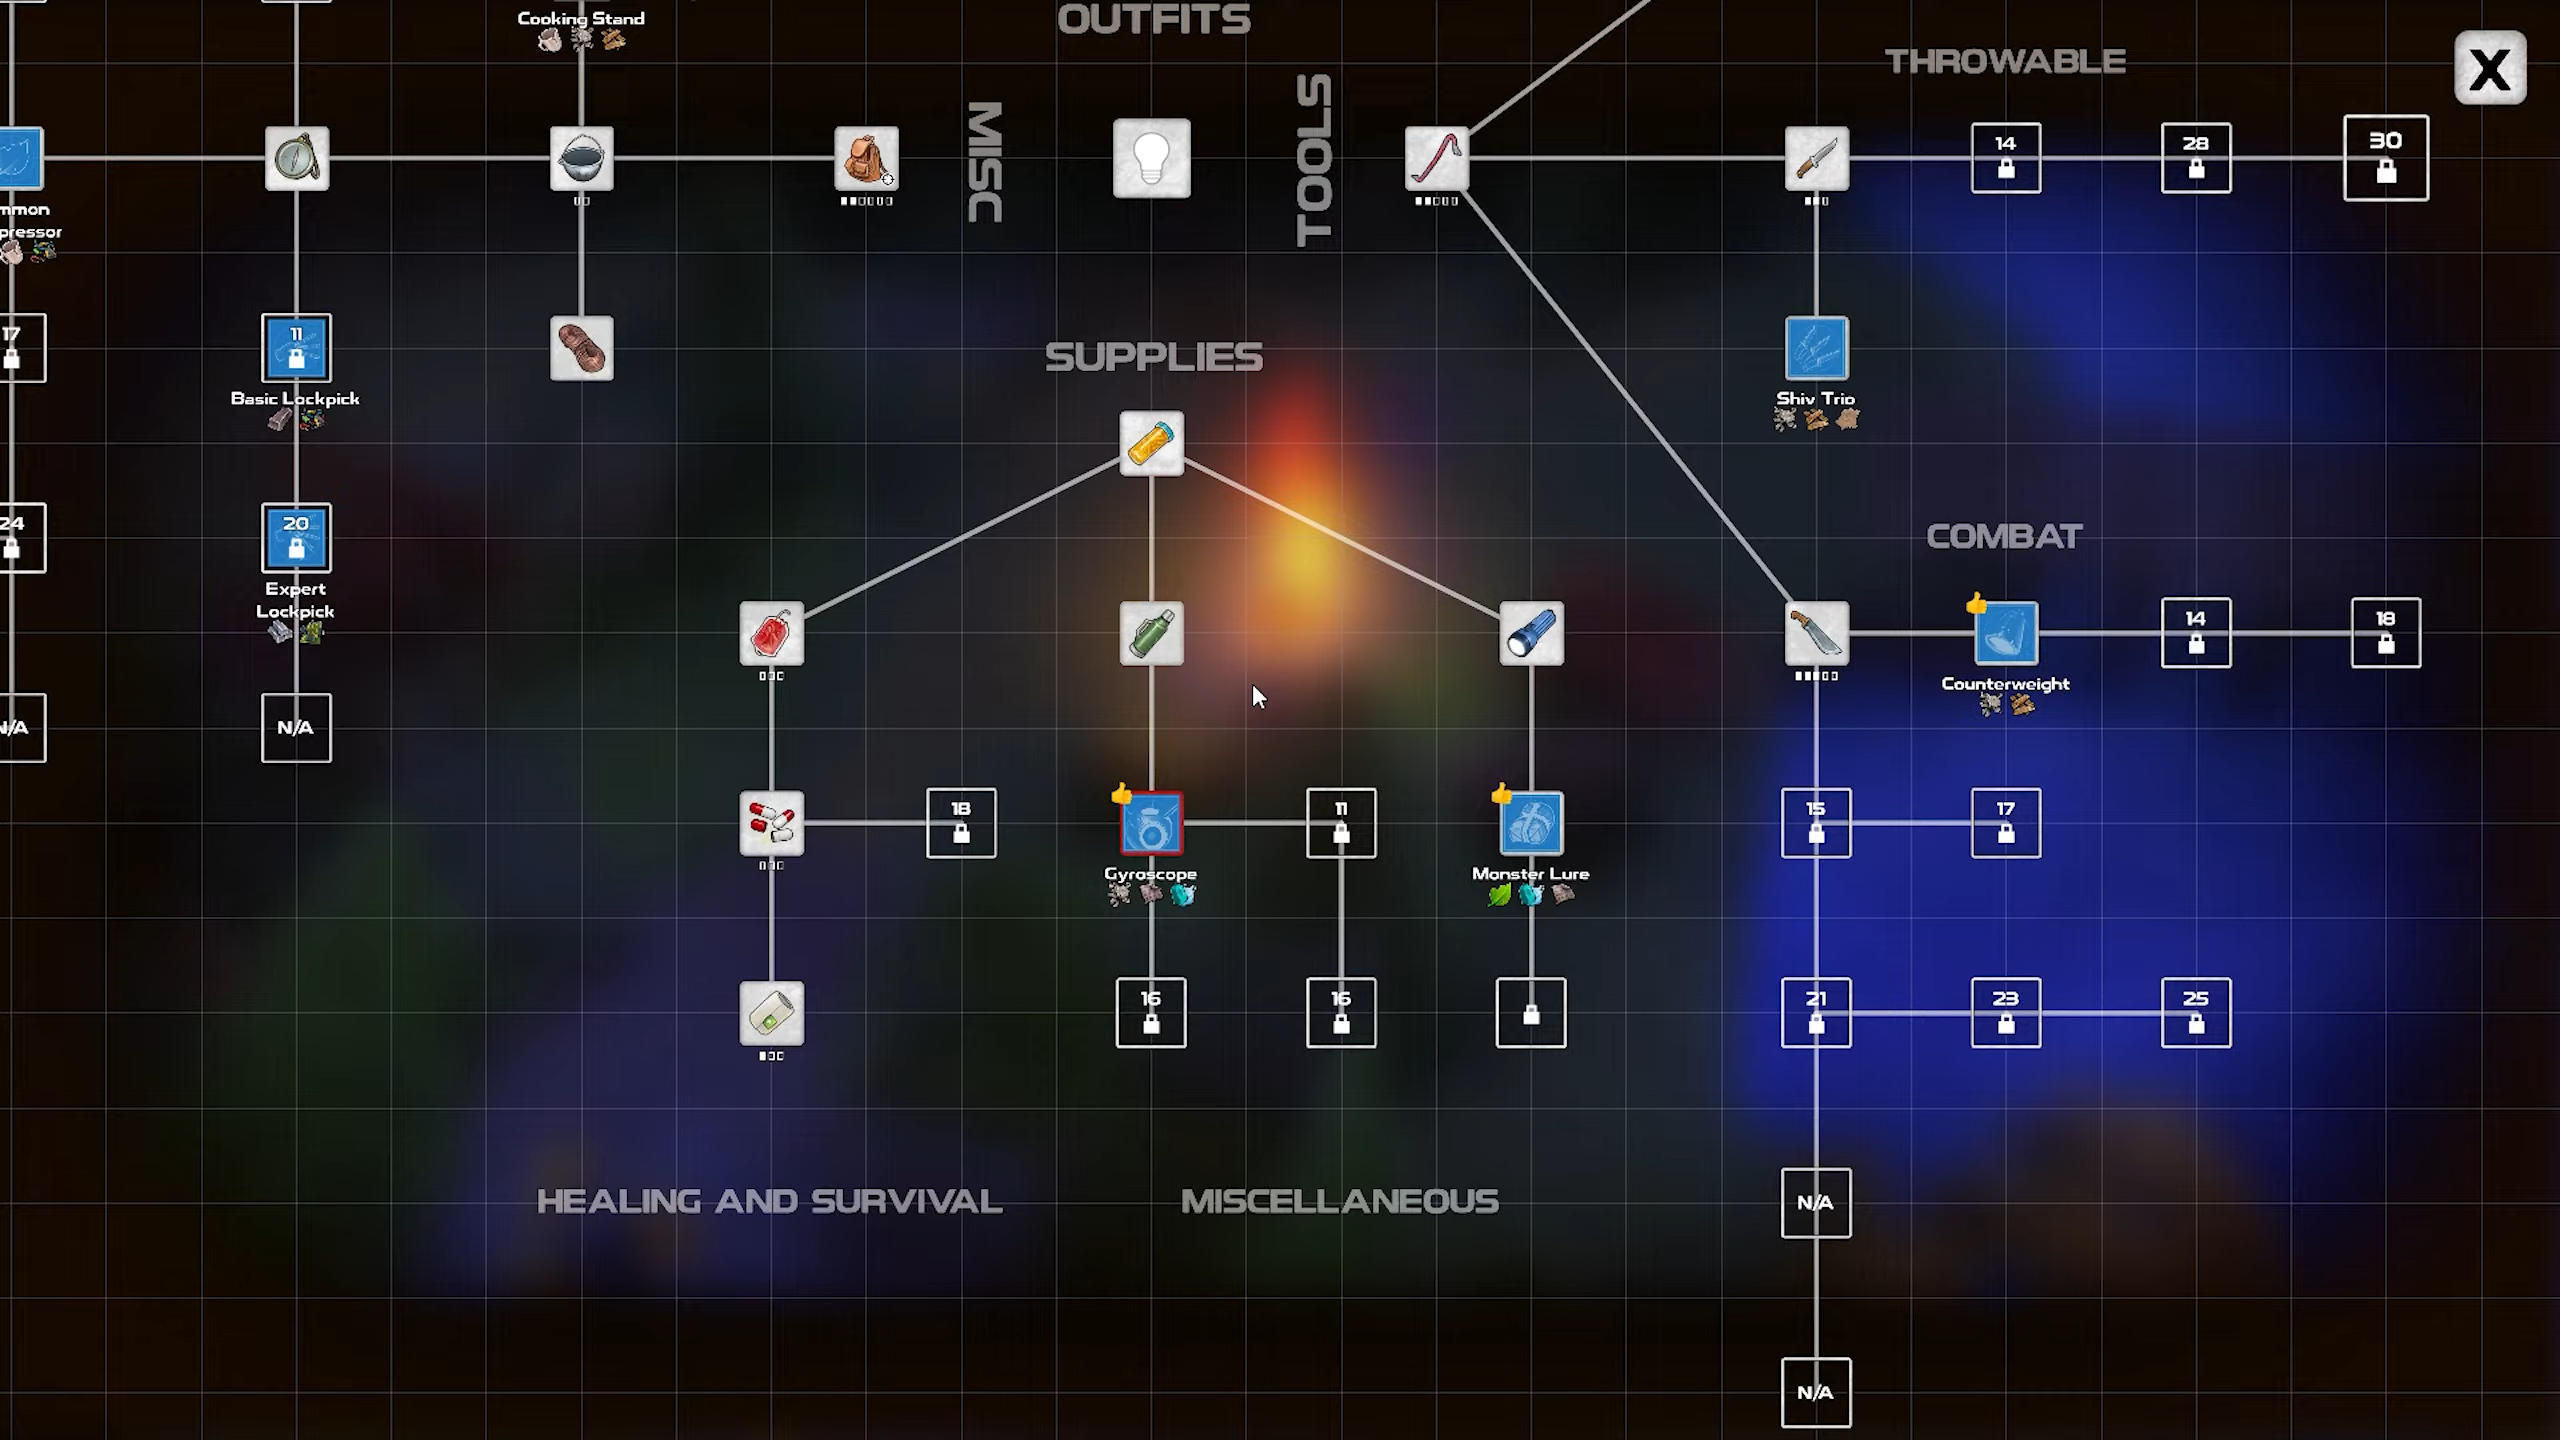 Cooking Stand
OUTFITS
THROWABLE
X
MISC
TOOLS
14
28
30
mmon
pressor
SUPPLIES
17
11
Basic Lockpick
Shiv Trio
24
20
Expert
Lockpick
COMBAT
14
18
Counterweight
N/A
N/A
18
11
15
17
Gyroscope
Monster Lure
16
16
21
23
25
HEALING AND SURVIVAL
MISCELLANEOUS
N/A
N/A